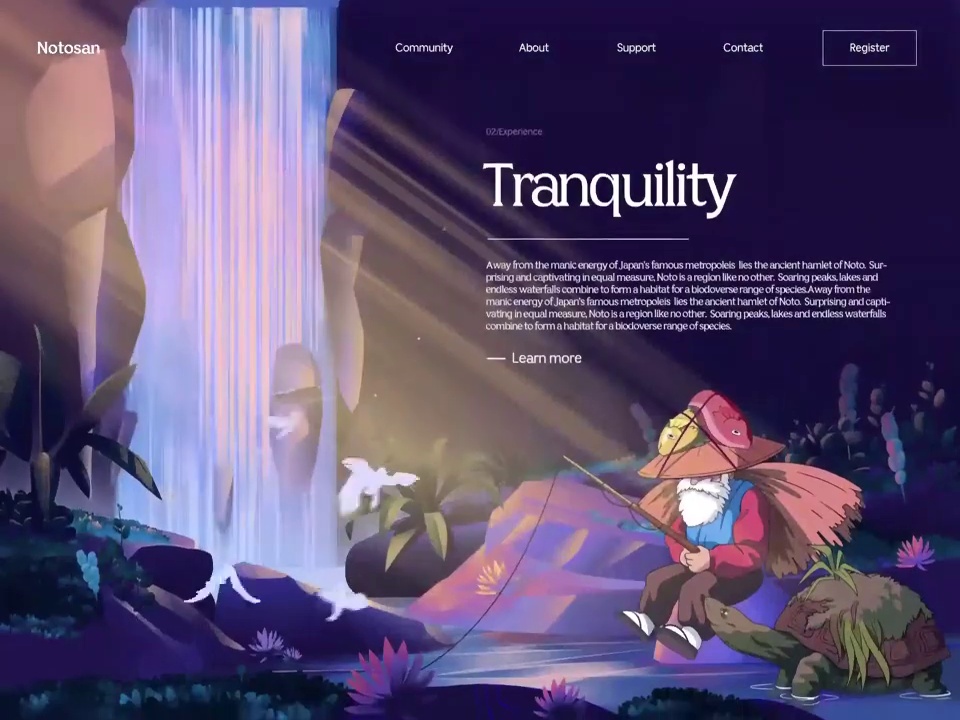 Notosan
Community
About
Support
Contact
Register
02/Experience
Tranquility
Away from the manic energy of Japan's famous metropoleis lies the ancient hamlet of Noto. Sur-
prising and captivating in equal measure, Noto is a region like no other. Soaring peaks, lakes and
endless waterfalls combine to form a habitat for a biodoverse range of species.Away from the
manic energy of Japan's famous metropoleis lies the ancient hamlet of Noto. Surprising and capti-
vating in equal measure, Noto is a region like no other. Soaring peaks, lakes and endless waterfalls
combine to form a habitat for a biodoverse range of species.
Learn more